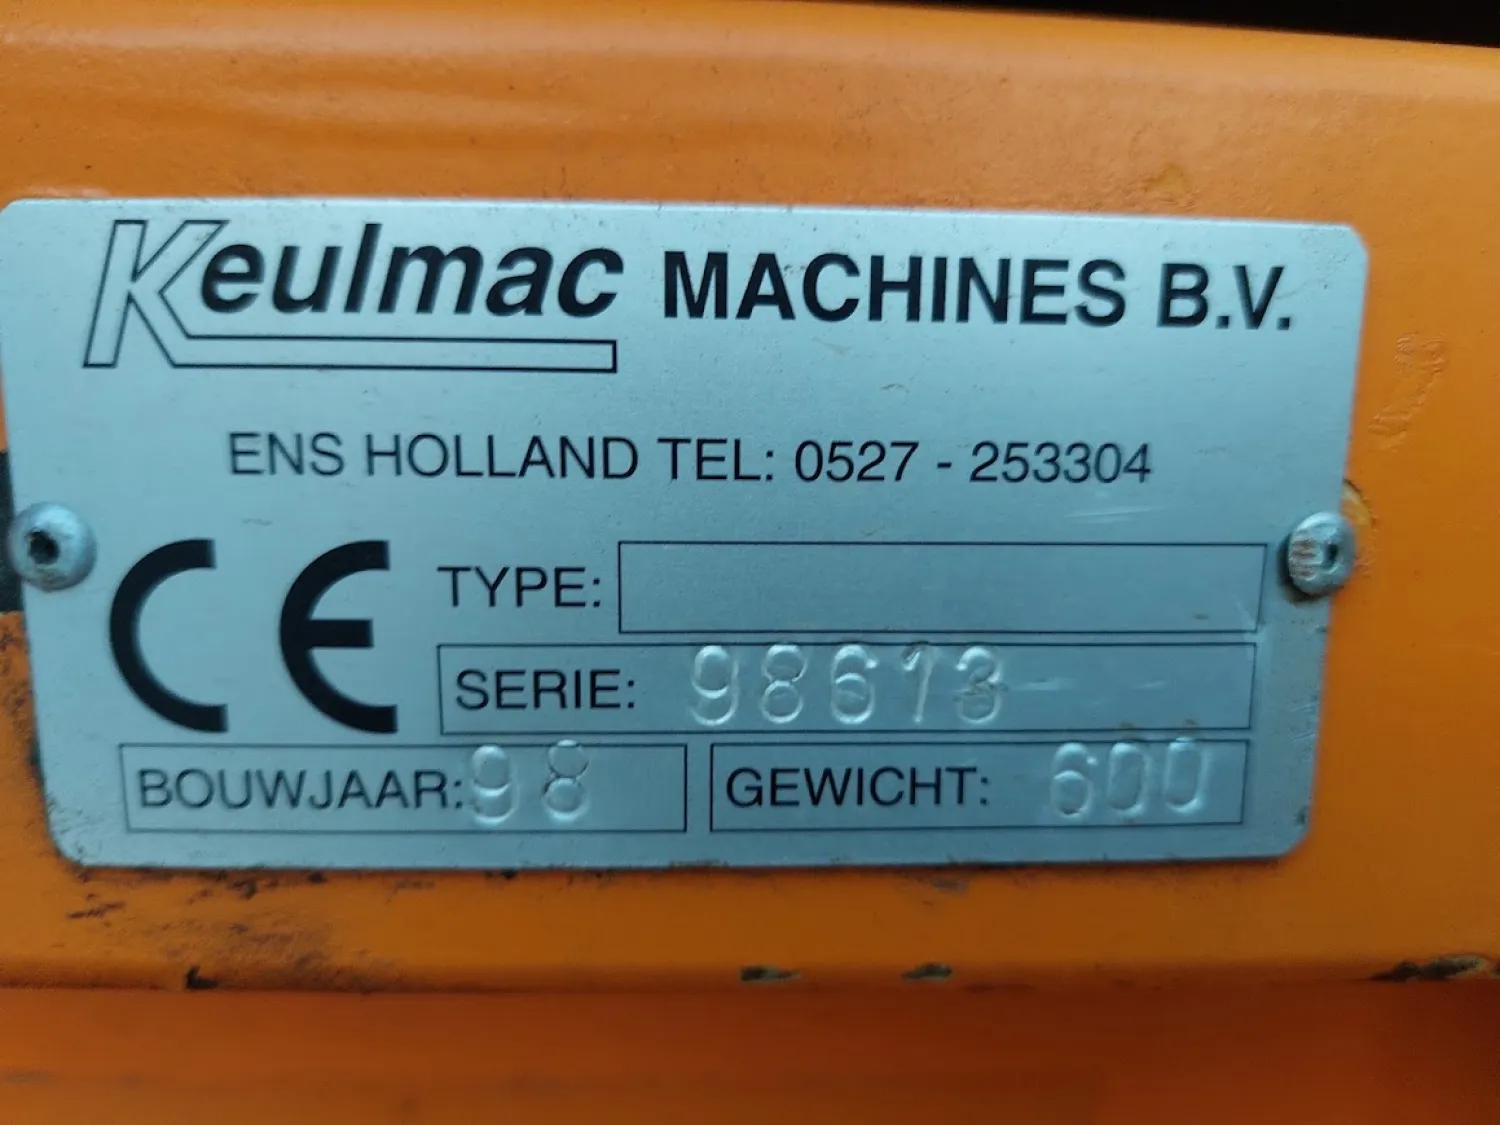 Keulmac MACHINES B.V.
ENS HOLLAND TEL: 0527 - 253304
CE TYPE:
SERIE: 98613
BOUWJAAR: 98 GEWICHT: 600